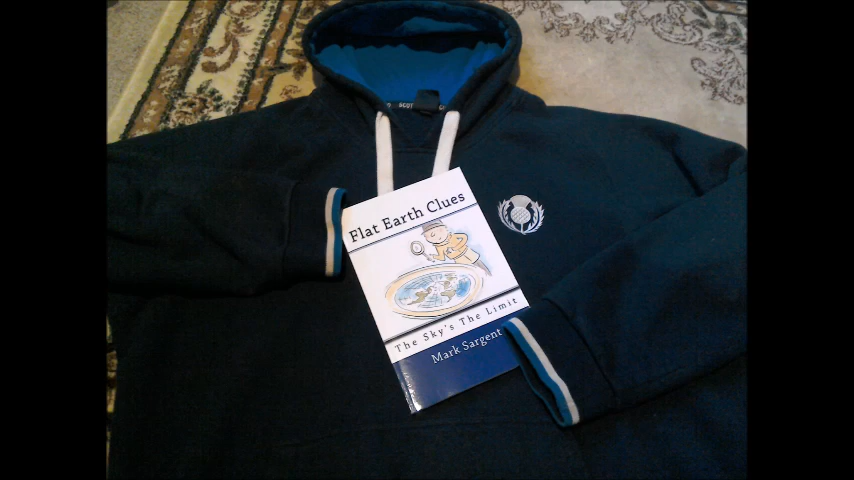 Flat Earth Clues
The Sky's The Limit
Mark Sargent